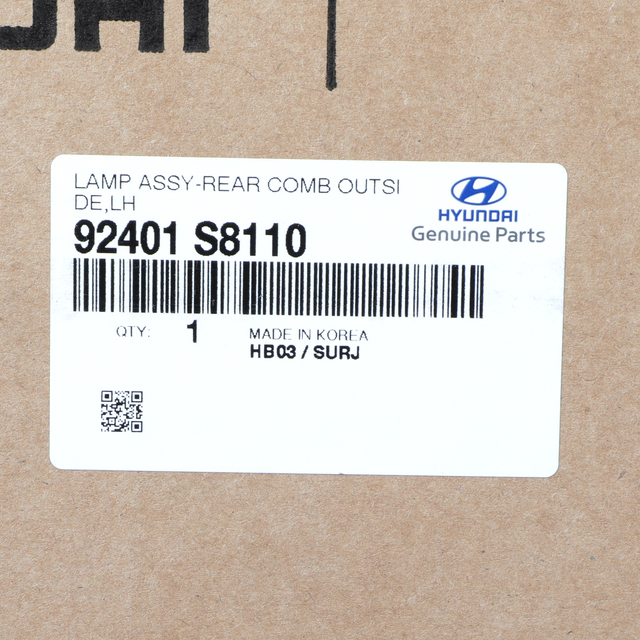 LAMP ASSY-REAR COMB OUTSI
DE,LH
92401 S8110
HYUNDAI
Genuine Parts
QTY: 1
MADE IN KOREA
HB03 / SURJ